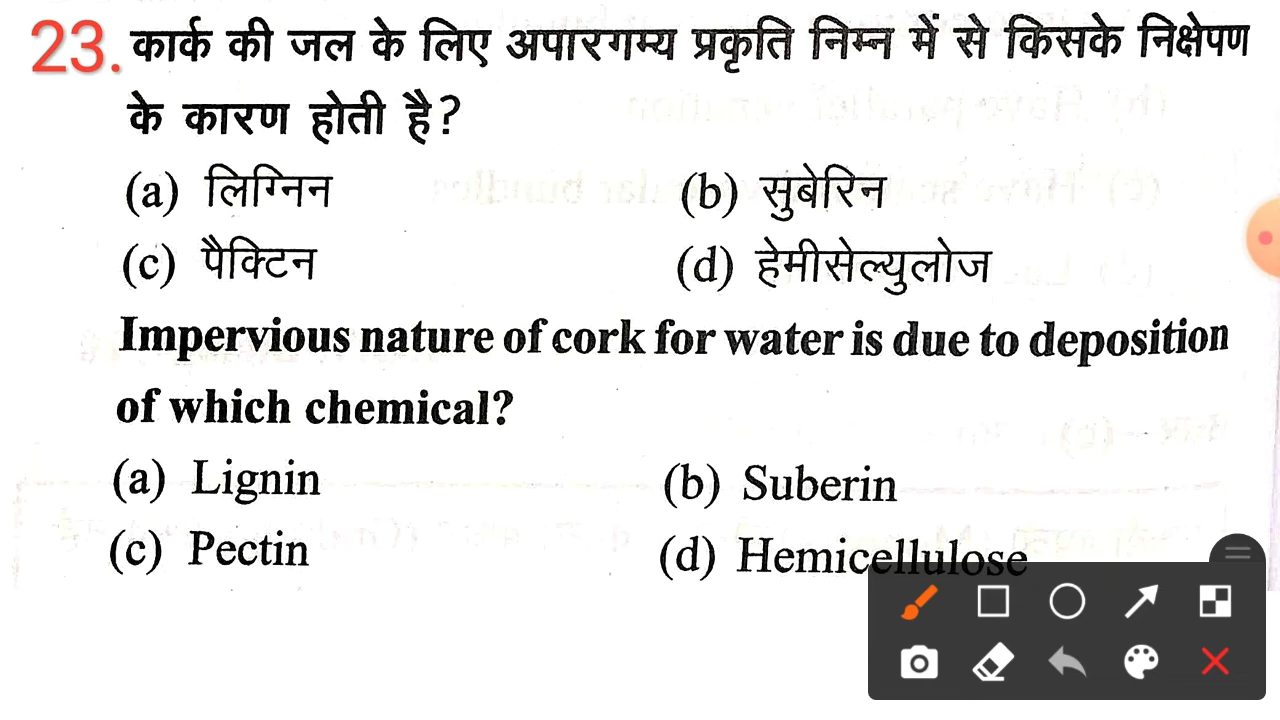 23. कार्क की जल के लिए अपारगम्य प्रकृति निम्न में से किसके निक्षेपण
के कारण होती है?
(a) लिग्निन (b) सुबेरिन
(c) पैक्टिन (d) हेमीसेल्युलोज
Impervious nature of cork for water is due to deposition
of which chemical?
(a) Lignin (b) Suberin
(c) Pectin (d) Hemicellulose